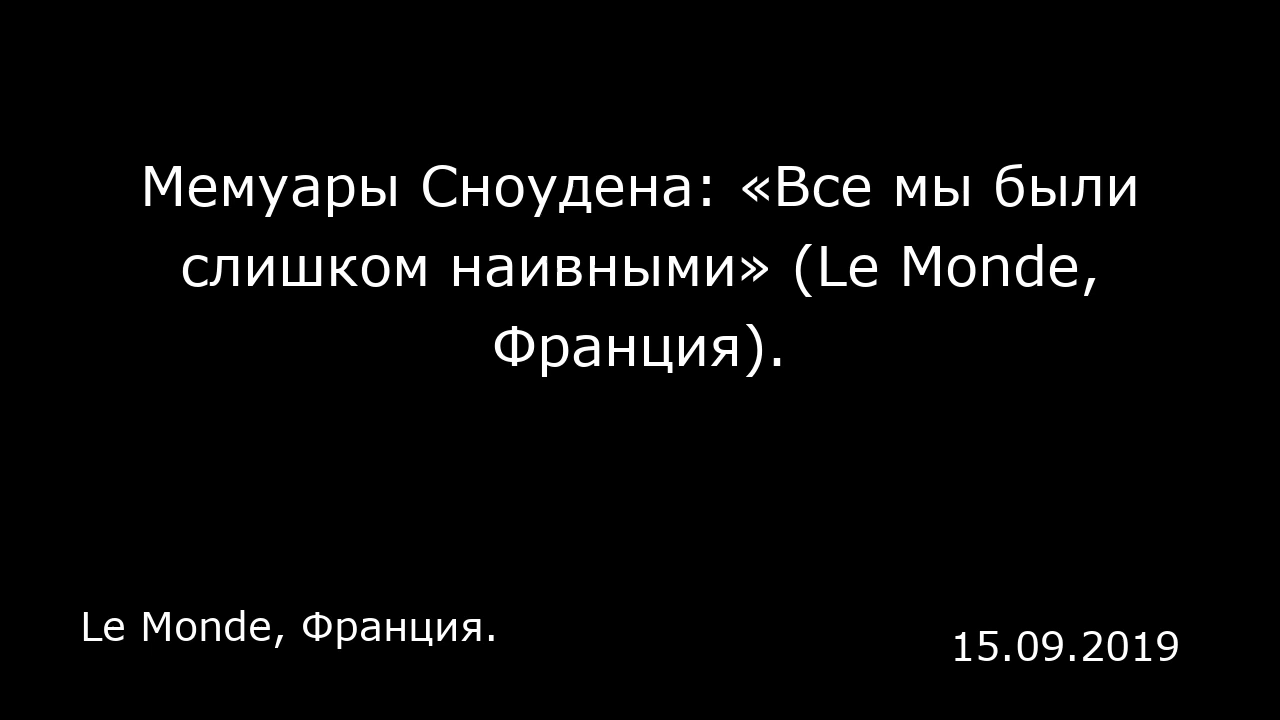 Мемуары Сноудена: «Все мы были
слишком наивными» (Le Monde,
Франция).
Le Monde, Франция.
15.09.2019